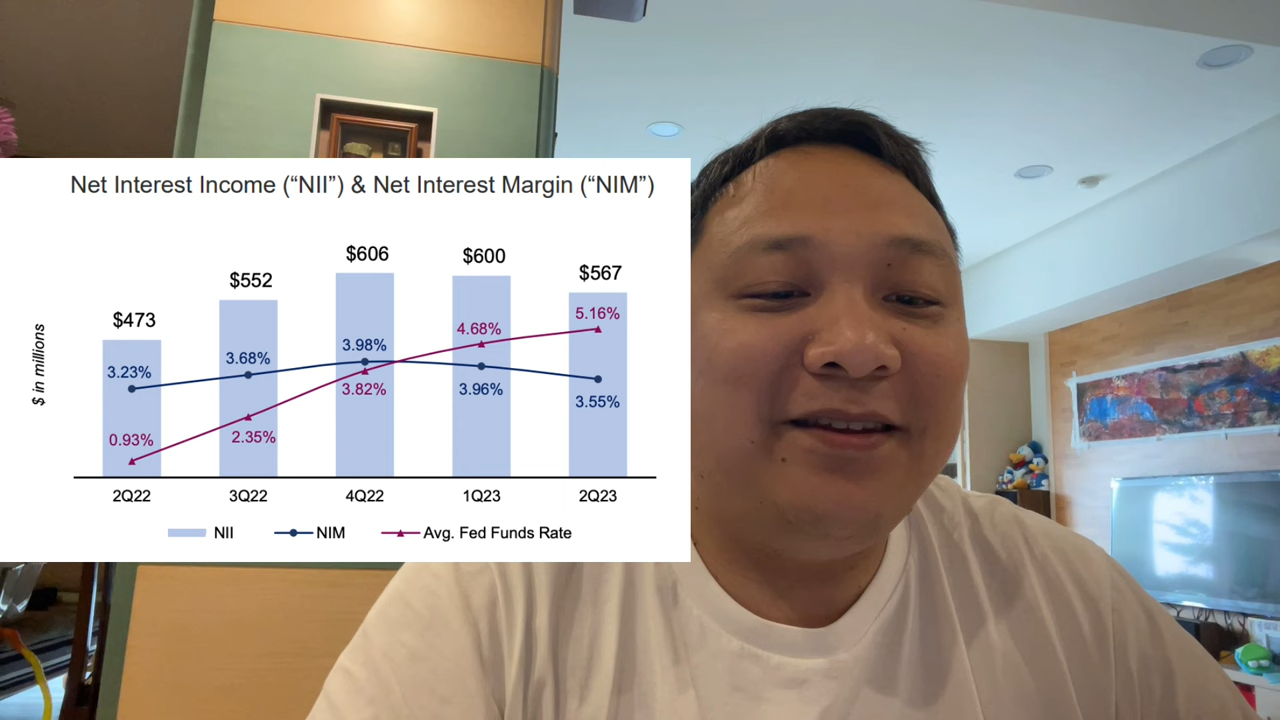 Net Interest Income (“NII”) & Net Interest Margin (“NIM”)
$ in millions
$473
$552
$606
$600
$567
3.23%
3.68%
3.98%
3.96%
3.55%
0.93%
2.35%
3.82%
4.68%
5.16%
2Q22
3Q22
4Q22
1Q23
2Q23
NII
NIM
Avg. Fed Funds Rate